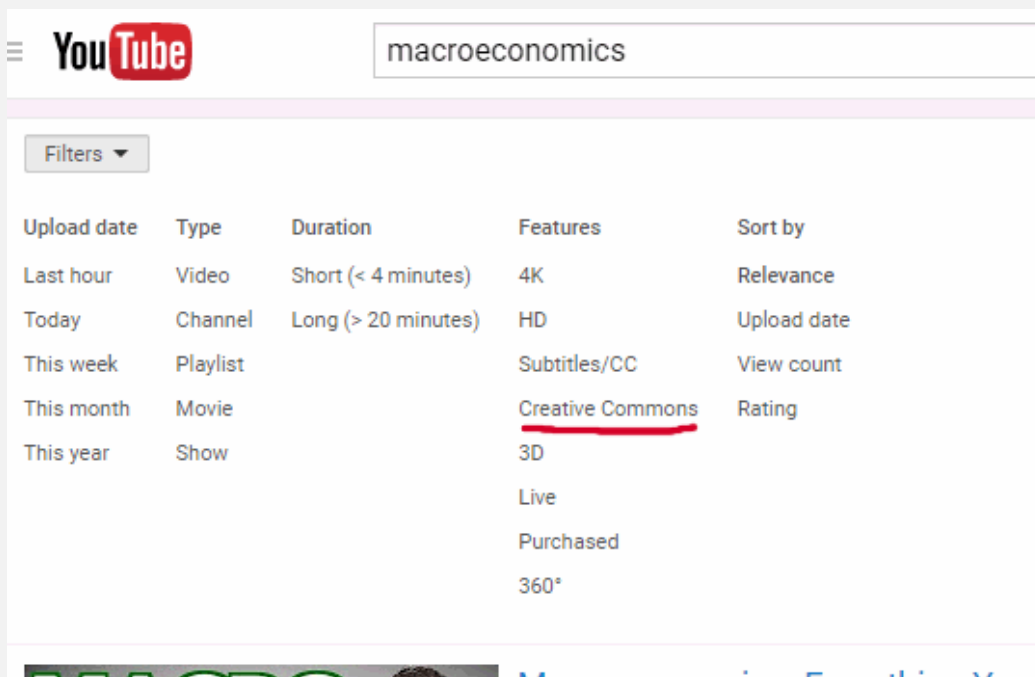 YouTube
macroeconomics
Filters
Upload date Type Duration Features Sort by
Last hour Video Short (< 4 minutes) 4K Relevance
Today Channel Long (> 20 minutes) HD Upload date
This week Playlist Subtitles/CC View count
This month Movie Creative Commons Rating
This year Show 3D
Live
Purchased
360°